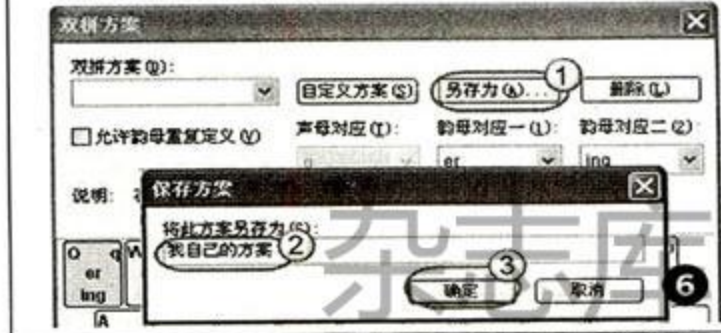 双拼方案
双拼方案(D):
自定义方案(S) 另存为(A)... ① 删除(L)
允许韵母重复定义(V) 声母对应(T): 韵母对应一(1): 韵母对应二(2):
er ing
说明:
保存方案
将此方案另存为(S):
我自己的方案 ②
③
确定 取消 ❻
Q q W
er
ing
A
杂志库